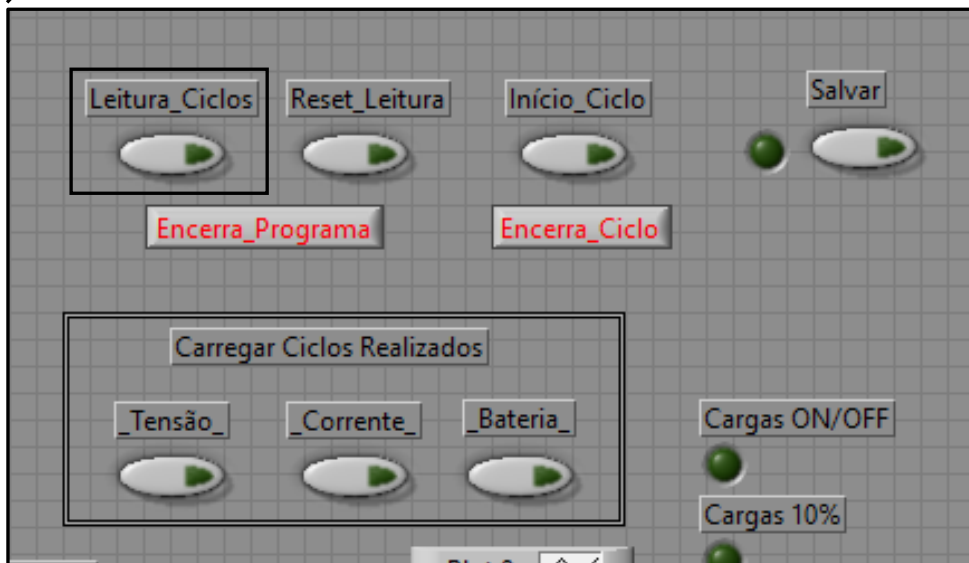 Leitura_Ciclos
Reset_Leitura
Início_Ciclo
Salvar
Encerra_Programa
Encerra_Ciclo
Carregar Ciclos Realizados
_Tensão_
_Corrente_
_Bateria_
Cargas ON/OFF
Cargas 10%